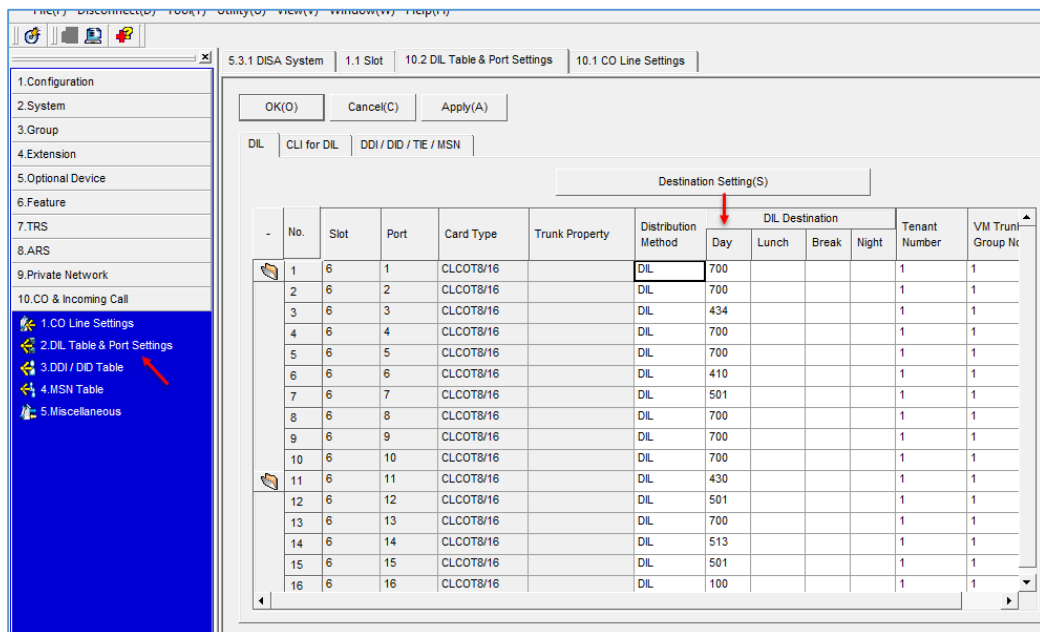 File(F) Disconnect(D) Tool(T) Utility(U) View(V) Window(W) Help(H)
5.3.1 DISA System 1.1 Slot 10.2 DIL Table & Port Settings 10.1 CO Line Settings
1.Configuration
2.System
3.Group
4.Extension
5.Optional Device
6.Feature
7.TRS
8.ARS
9.Private Network
10.CO & Incoming Call
1.CO Line Settings
2.DIL Table & Port Settings
3.DDI / DID Table
4.MSN Table
5.Miscellaneous
OK(O) Cancel(C) Apply(A)
DIL CLI for DIL DDI / DID / TIE / MSN
Destination Setting(S)
- No. Slot Port Card Type Trunk Property Distribution Method DIL Destination Tenant Number VM Trunk Group No
Day Lunch Break Night
1 6 1 CLCOT8/16 DIL 700 1 1
2 6 2 CLCOT8/16 DIL 700 1 1
3 6 3 CLCOT8/16 DIL 434 1 1
4 6 4 CLCOT8/16 DIL 700 1 1
5 6 5 CLCOT8/16 DIL 700 1 1
6 6 6 CLCOT8/16 DIL 410 1 1
7 6 7 CLCOT8/16 DIL 501 1 1
8 6 8 CLCOT8/16 DIL 700 1 1
9 6 9 CLCOT8/16 DIL 700 1 1
10 6 10 CLCOT8/16 DIL 700 1 1
11 6 11 CLCOT8/16 DIL 430 1 1
12 6 12 CLCOT8/16 DIL 501 1 1
13 6 13 CLCOT8/16 DIL 700 1 1
14 6 14 CLCOT8/16 DIL 513 1 1
15 6 15 CLCOT8/16 DIL 501 1 1
16 6 16 CLCOT8/16 DIL 100 1 1